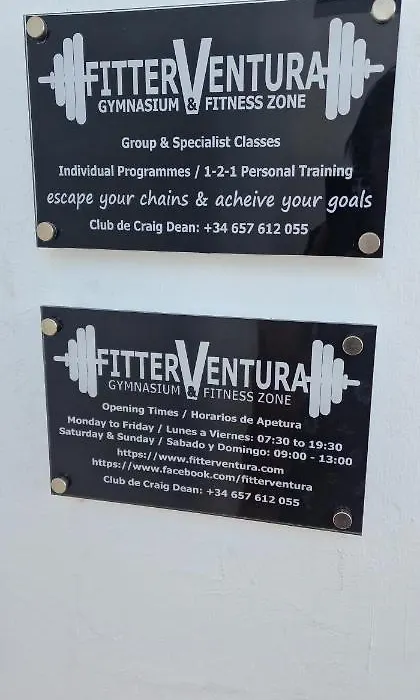 FITTERVENTURA
GYMNASIUM & FITNESS ZONE
Group & Specialist Classes
Individual Programmes / 1-2-1 Personal Training
escape your chains & acheive your goals
Club de Craig Dean: +34 657 612 055
FITTERVENTURA
GYMNASIUM & FITNESS ZONE
Opening Times / Horarios de Apetura
Monday to Friday / Lunes a Viernes: 07:30 to 19:30
Saturday & Sunday / Sabado y Domingo: 09:00 - 13:00
https://www.fitterventura.com
https://www.facebook.com/fitterventura
Club de Craig Dean: +34 657 612 055